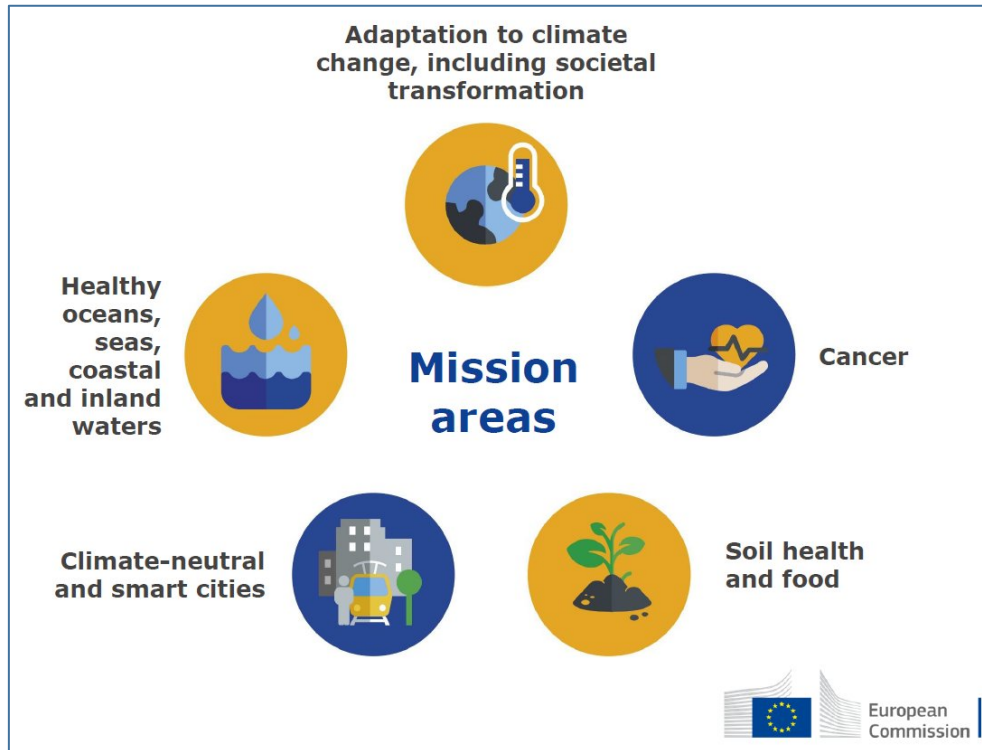 Adaptation to climate
change, including societal
transformation
Healthy
oceans,
seas,
coastal
and inland
waters
Mission
areas
Cancer
Climate-neutral
and smart cities
Soil health
and food
European
Commission